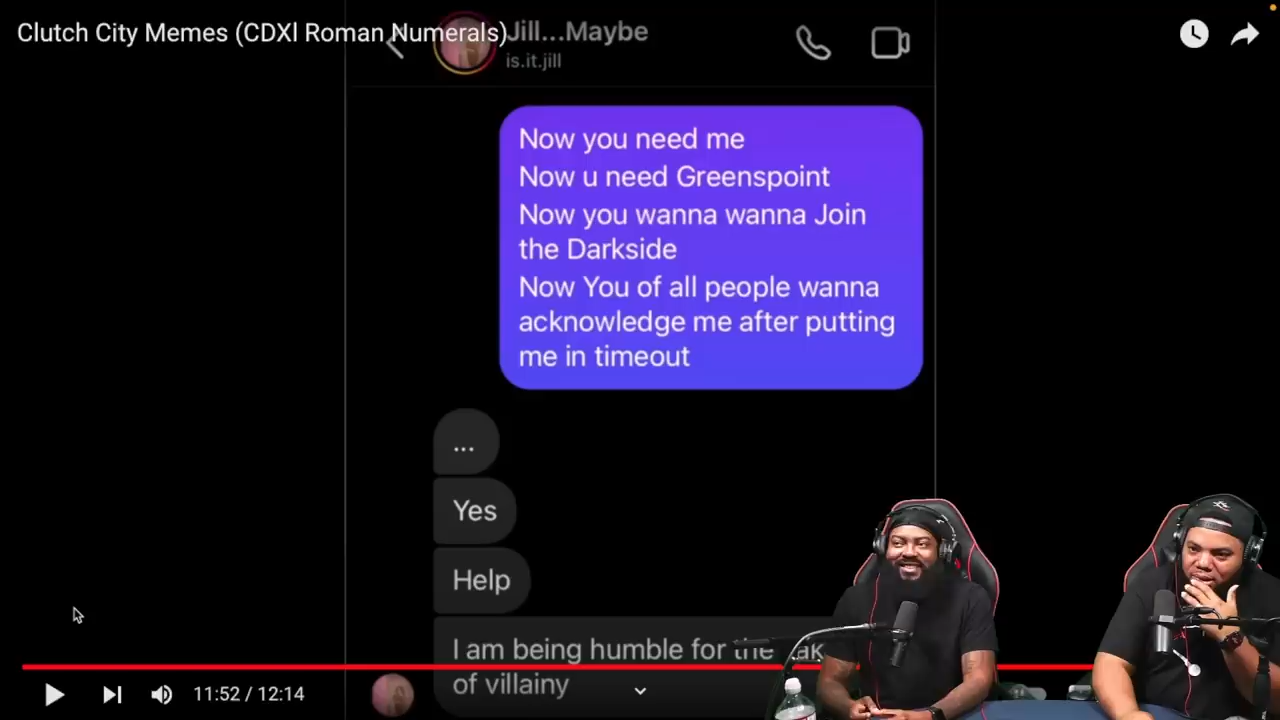 Clutch City Memes (CDXl Roman Numerals)
Jill...Maybe
is.it.jill
Now you need me
Now u need Greenspoint
Now you wanna wanna Join
the Darkside
Now You of all people wanna
acknowledge me after putting
me in timeout
...
Yes
Help
I am being humble for the
of villainy
11:52 / 12:14